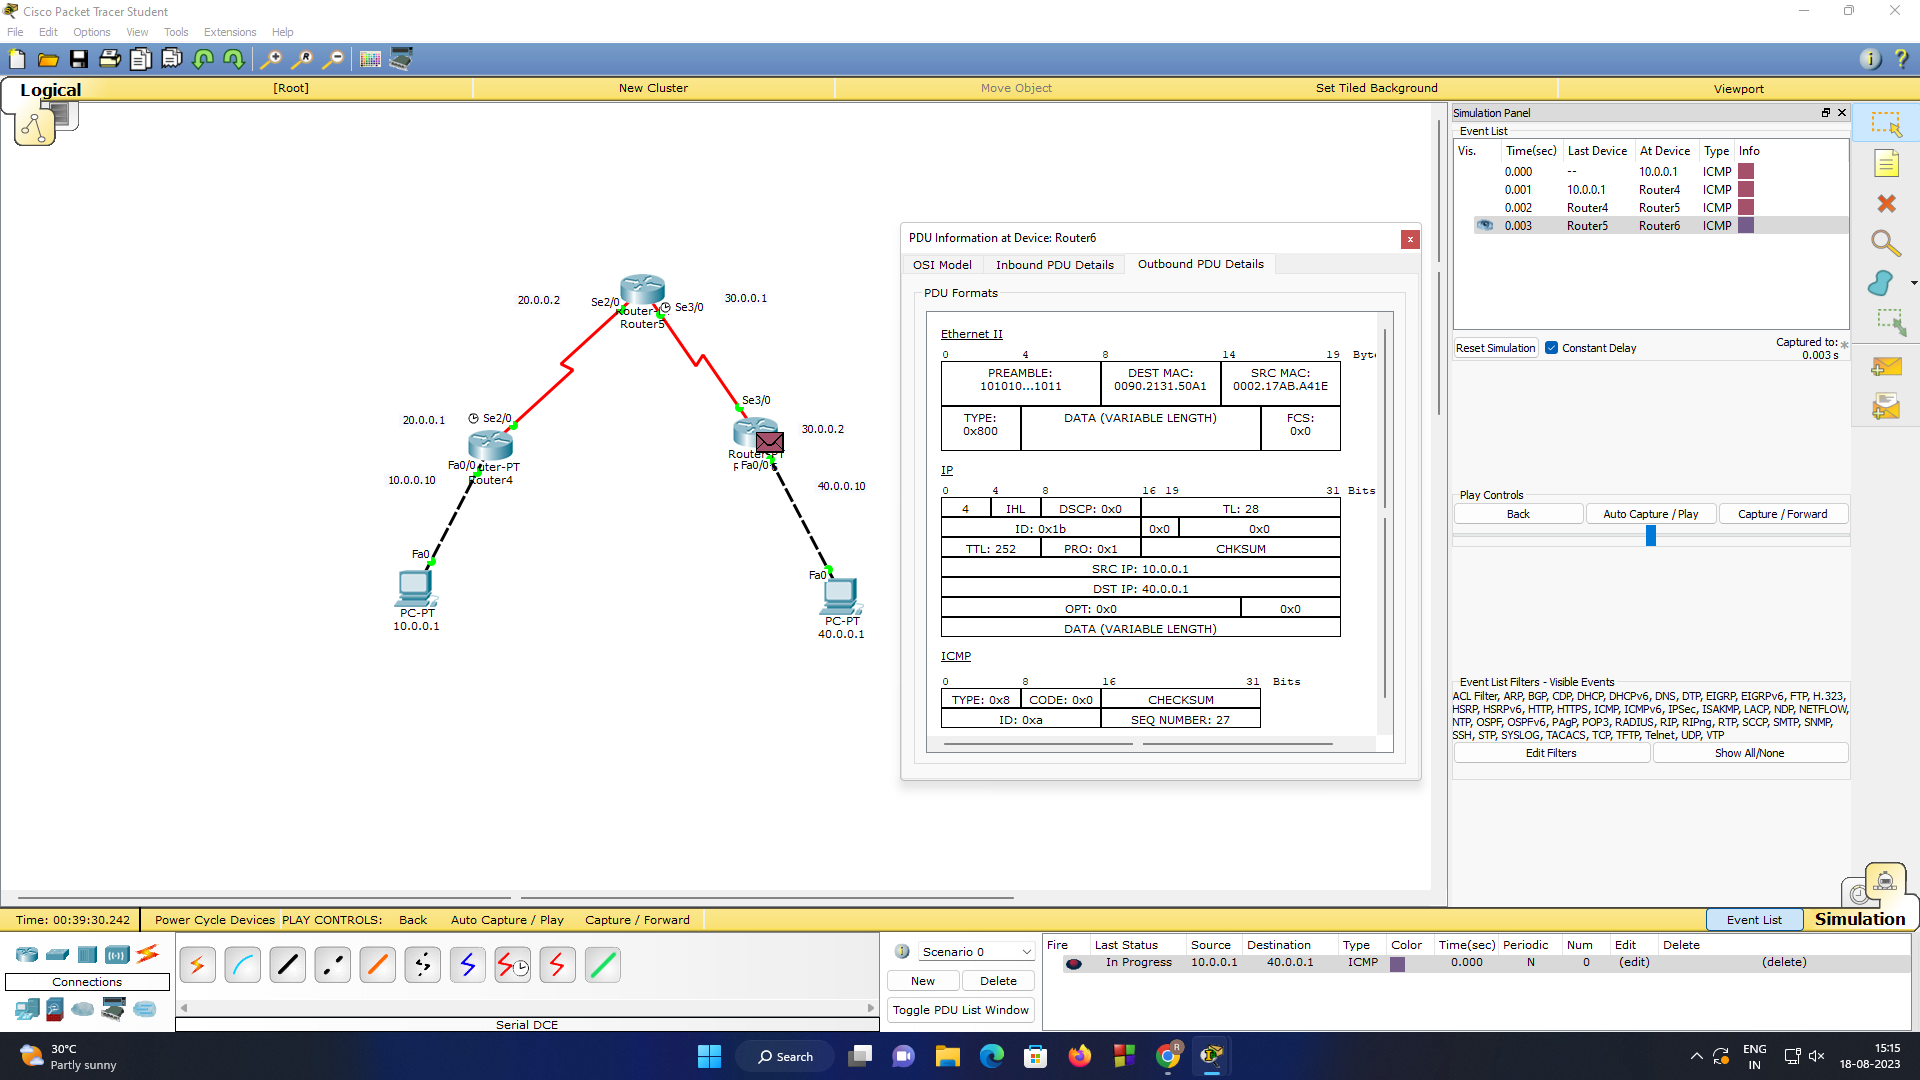 Cisco Packet Tracer Student
File Edit Options View Tools Extensions Help
Logical [Root] New Cluster Move Object Set Tiled Background Viewport
20.0.0.2 Se2/0 Se3/0 30.0.0.1
Router5
Se3/0
20.0.0.1 Se2/0
30.0.0.2
Fa0/0 uter-PT
Router4
Fa0/0
10.0.0.10
40.0.0.10
Fa0
PC-PT
10.0.0.1
Fa0
PC-PT
40.0.0.1
PDU Information at Device: Router6
OSI Model Inbound PDU Details Outbound PDU Details
PDU Formats
Ethernet II
0 4 8 14 19
PREAMBLE: 101010...1011 DEST MAC: 0090.2131.50A1 SRC MAC: 0002.17AB.A41E
TYPE: 0x800 DATA (VARIABLE LENGTH) FCS: 0x0
IP
0 4 8 16 19 31 Bits
4 IHL DSCP: 0x0 TL: 28
ID: 0x1b 0x0 0x0
TTL: 252 PRO: 0x1 CHKSUM
SRC IP: 10.0.0.1
DST IP: 40.0.0.1
OPT: 0x0 0x0
DATA (VARIABLE LENGTH)
ICMP
0 8 16 31 Bits
TYPE: 0x8 CODE: 0x0 CHECKSUM
ID: 0xa SEQ NUMBER: 27
Simulation Panel
Event List
Vis. Time(sec) Last Device At Device Type Info
0.000 -- 10.0.0.1 ICMP
0.001 10.0.0.1 Router4 ICMP
0.002 Router4 Router5 ICMP
0.003 Router5 Router6 ICMP
Reset Simulation Constant Delay Captured to: *
0.003 s
Play Controls
Back Auto Capture / Play Capture / Forward
Event List Filters - Visible Events
ACL Filter, ARP, BGP, CDP, DHCP, DHCPv6, DNS, DTP, EIGRP, EIGRPv6, FTP, H.323,
HSRP, HSRPv6, HTTP, HTTPS, ICMP, ICMPv6, IPSec, ISAKMP, LACP, NDP, NETFLOW,
NTP, OSPF, OSPFv6, PAgP, POP3, RADIUS, RIP, RIPng, RTP, SCCP, SMTP, SNMP,
SSH, STP, SYSLOG, TACACS, TCP, TFTP, Telnet, UDP, VTP
Edit Filters Show All/None
Time: 00:39:30.242 Power Cycle Devices PLAY CONTROLS: Back Auto Capture / Play Capture / Forward Event List Simulation
Connections
Serial DCE
Scenario 0
New Delete
Toggle PDU List Window
Fire Last Status Source Destination Type Color Time(sec) Periodic Num Edit Delete
In Progress 10.0.0.1 40.0.0.1 ICMP 0.000 N 0 (edit) (delete)
30°C
Partly sunny
Search
R
ENG
IN
15:15
18-08-2023